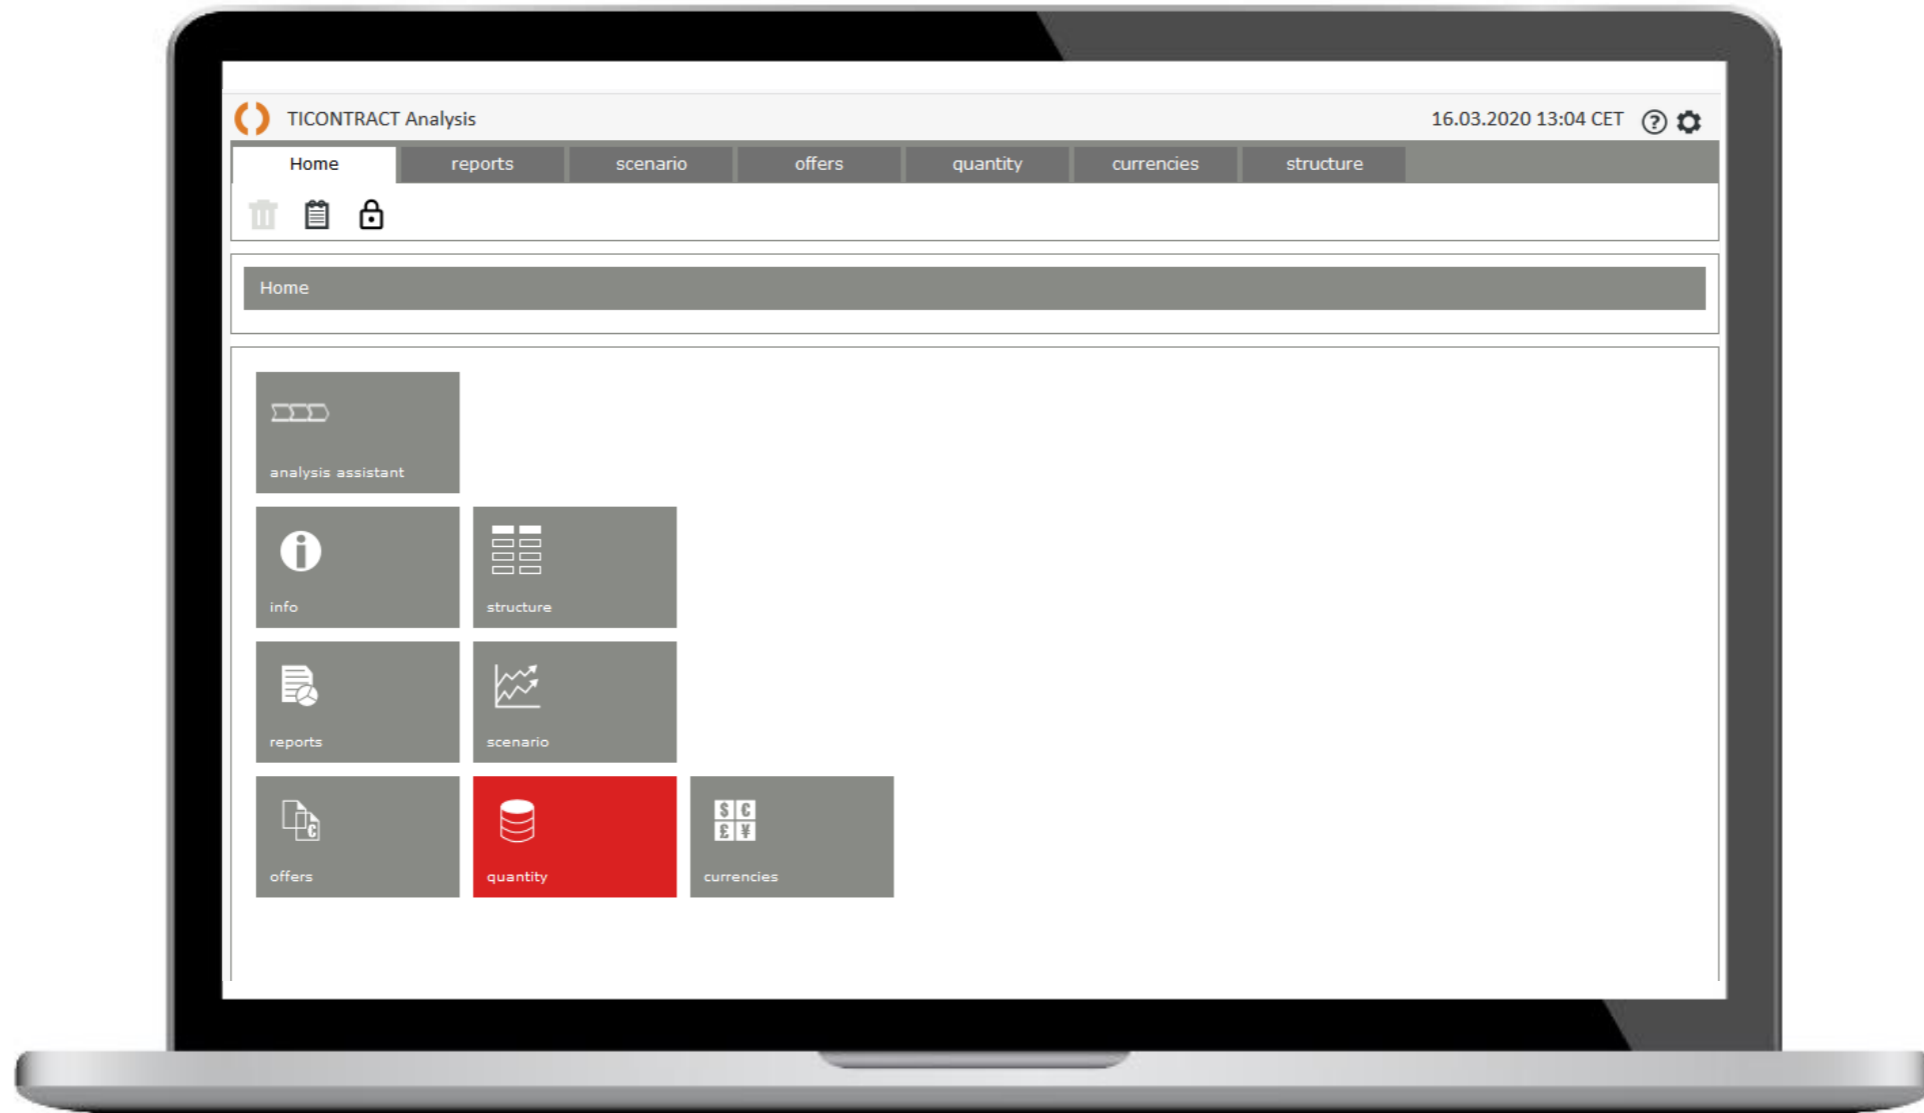 TICONTRACT Analysis 16.03.2020 13:04 CET ?
Home reports scenario offers quantity currencies structure
Home
analysis assistant
i
info structure
reports scenario
$ €
£ ¥
€
offers quantity currencies